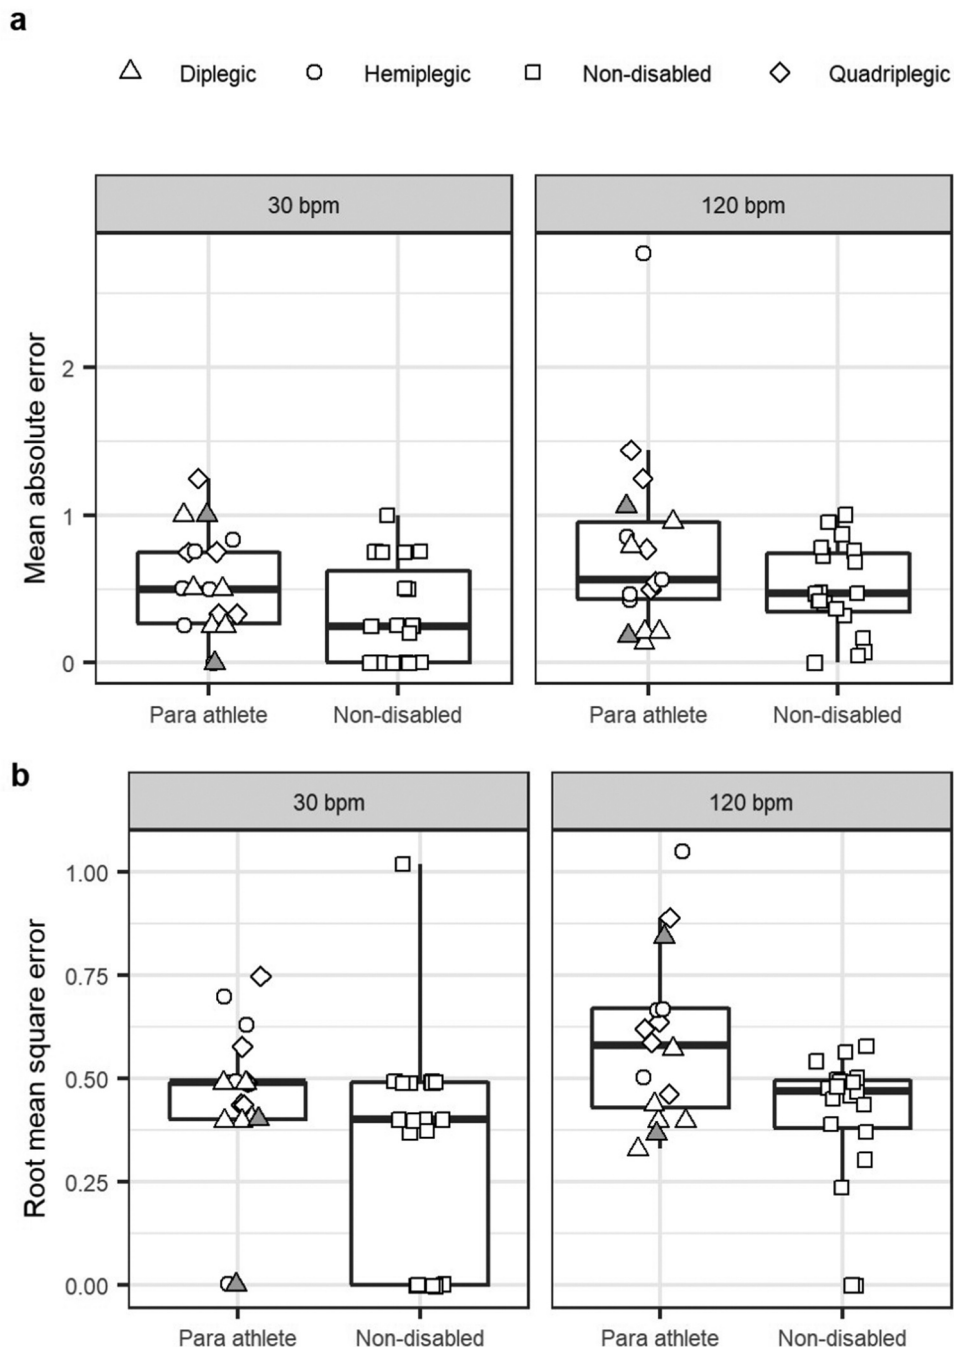 a
Diplegic Hemiplegic Non-disabled Quadriplegic
30 bpm 120 bpm
Mean absolute error
2
1
0
Para athlete Non-disabled Para athlete Non-disabled
b
30 bpm 120 bpm
Root mean square error
1.00
0.75
0.50
0.25
0.00
Para athlete Non-disabled Para athlete Non-disabled